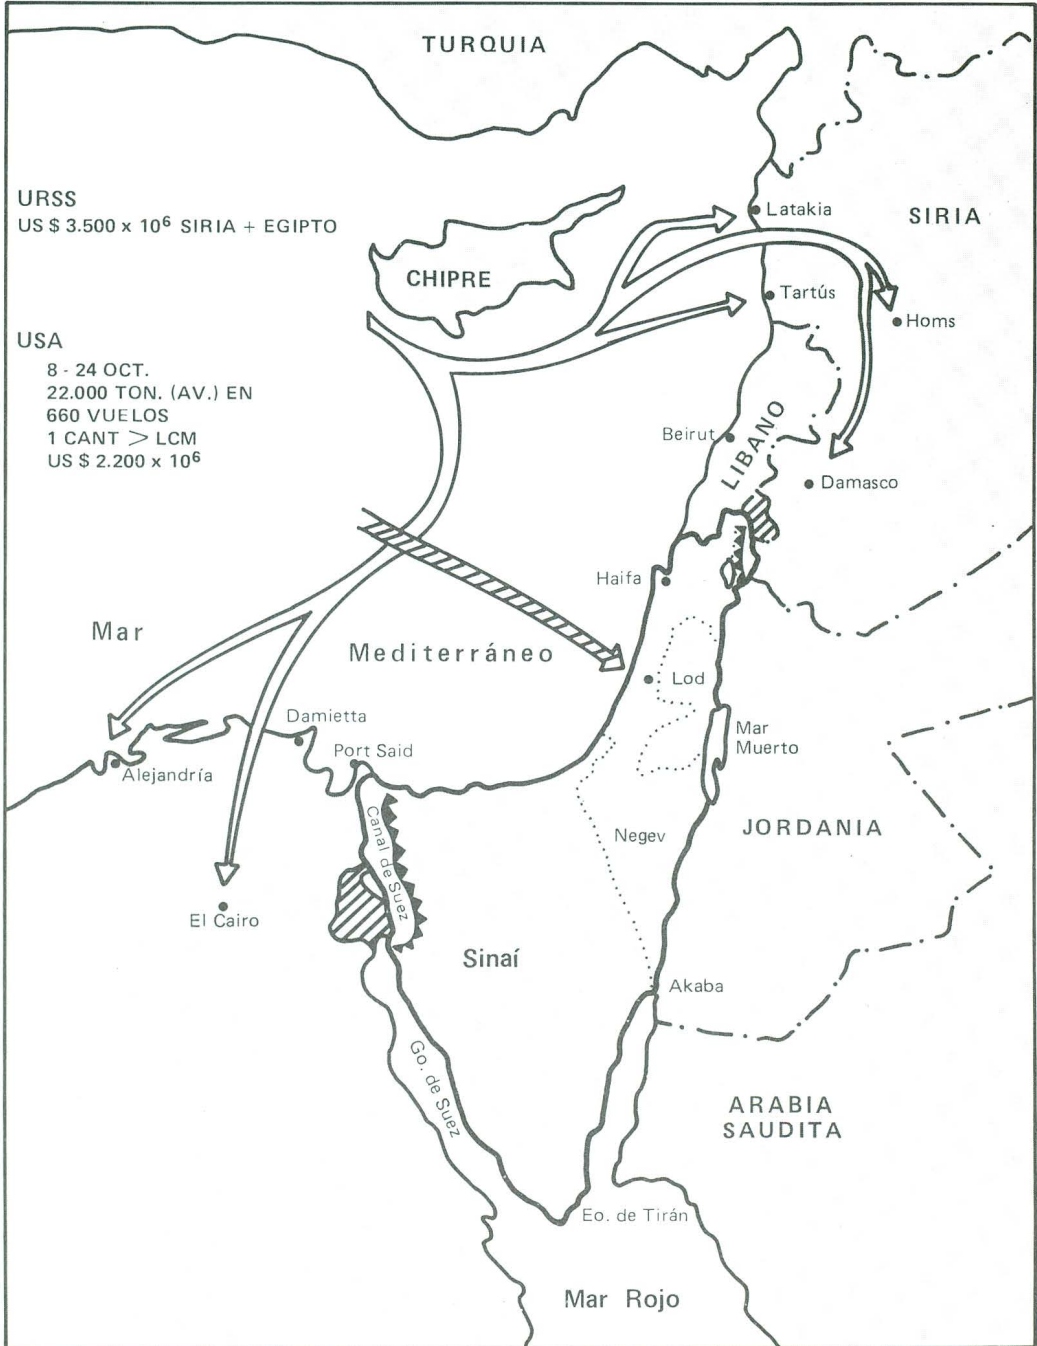 TURQUIA
URSS
US $ 3.500 x 10⁶ SIRIA + EGIPTO
Latakia
SIRIA
CHIPRE
Tartús
Homs
USA
8 - 24 OCT.
22.000 TON. (AV.) EN
660 VUELOS
1 CANT > LCM
US $ 2.200 x 10⁶
Beirut
LIBANO
Damasco
Haifa
Mar
Mediterráneo
Lod
Damietta
Port Said
Mar
Muerto
Alejandría
Canal de Suez
Negev
JORDANIA
El Cairo
Sinaí
Akaba
Go. de Suez
ARABIA
SAUDITA
Eo. de Tirán
Mar Rojo